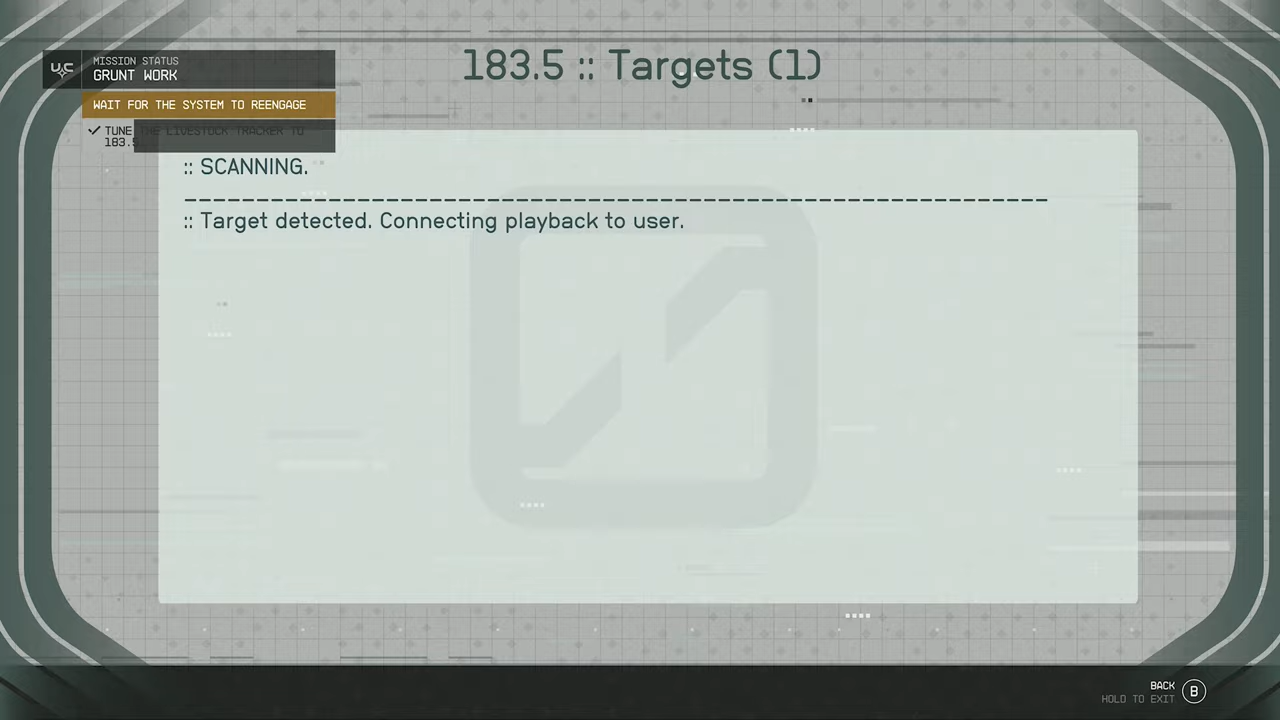 183.5 :: Targets (1)
UC
MISSION STATUS
GRUNT WORK
WAIT FOR THE SYSTEM TO REENGAGE
TUNE THE LIVESTOCK TRACKER TO
183.5
:: SCANNING.
:: Target detected. Connecting playback to user.
BACK
HOLD TO EXIT
B